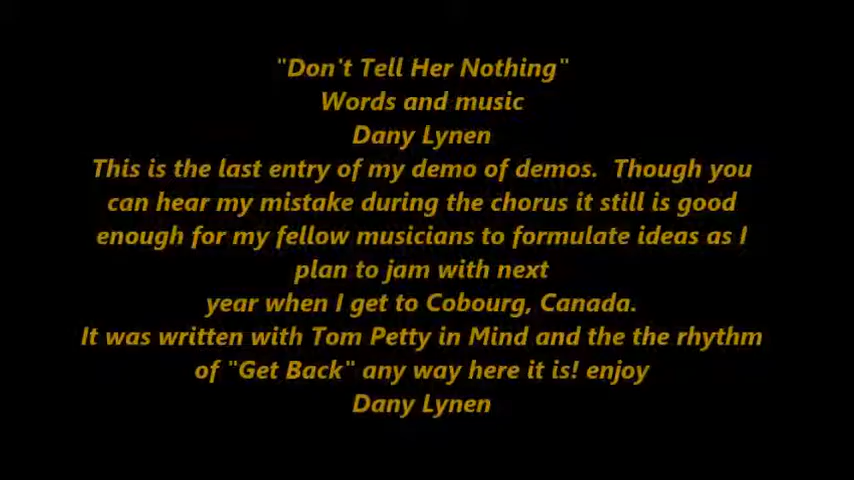 "Don't Tell Her Nothing"
Words and music
Dany Lynen
This is the last entry of my demo of demos.  Though you
can hear my mistake during the chorus it still is good
enough for my fellow musicians to formulate ideas as I
plan to jam with next
year when I get to Cobourg, Canada.
It was written with Tom Petty in Mind and the the rhythm
of "Get Back" any way here it is! enjoy
Dany Lynen